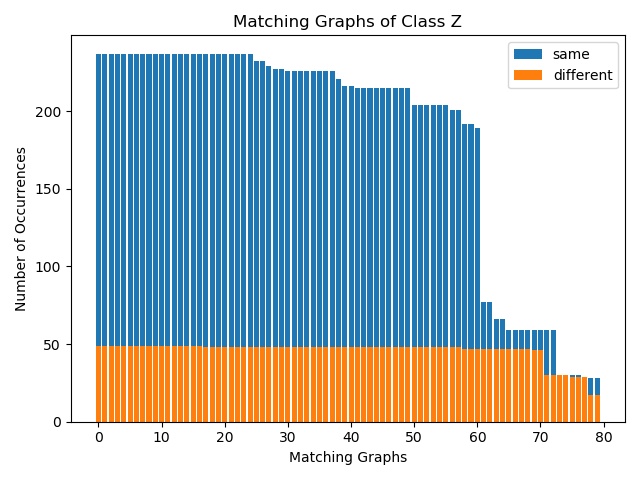 Matching Graphs of Class Z
same
different
Number of Occurrences
200
150
100
50
0
0 10 20 30 40 50 60 70 80
Matching Graphs